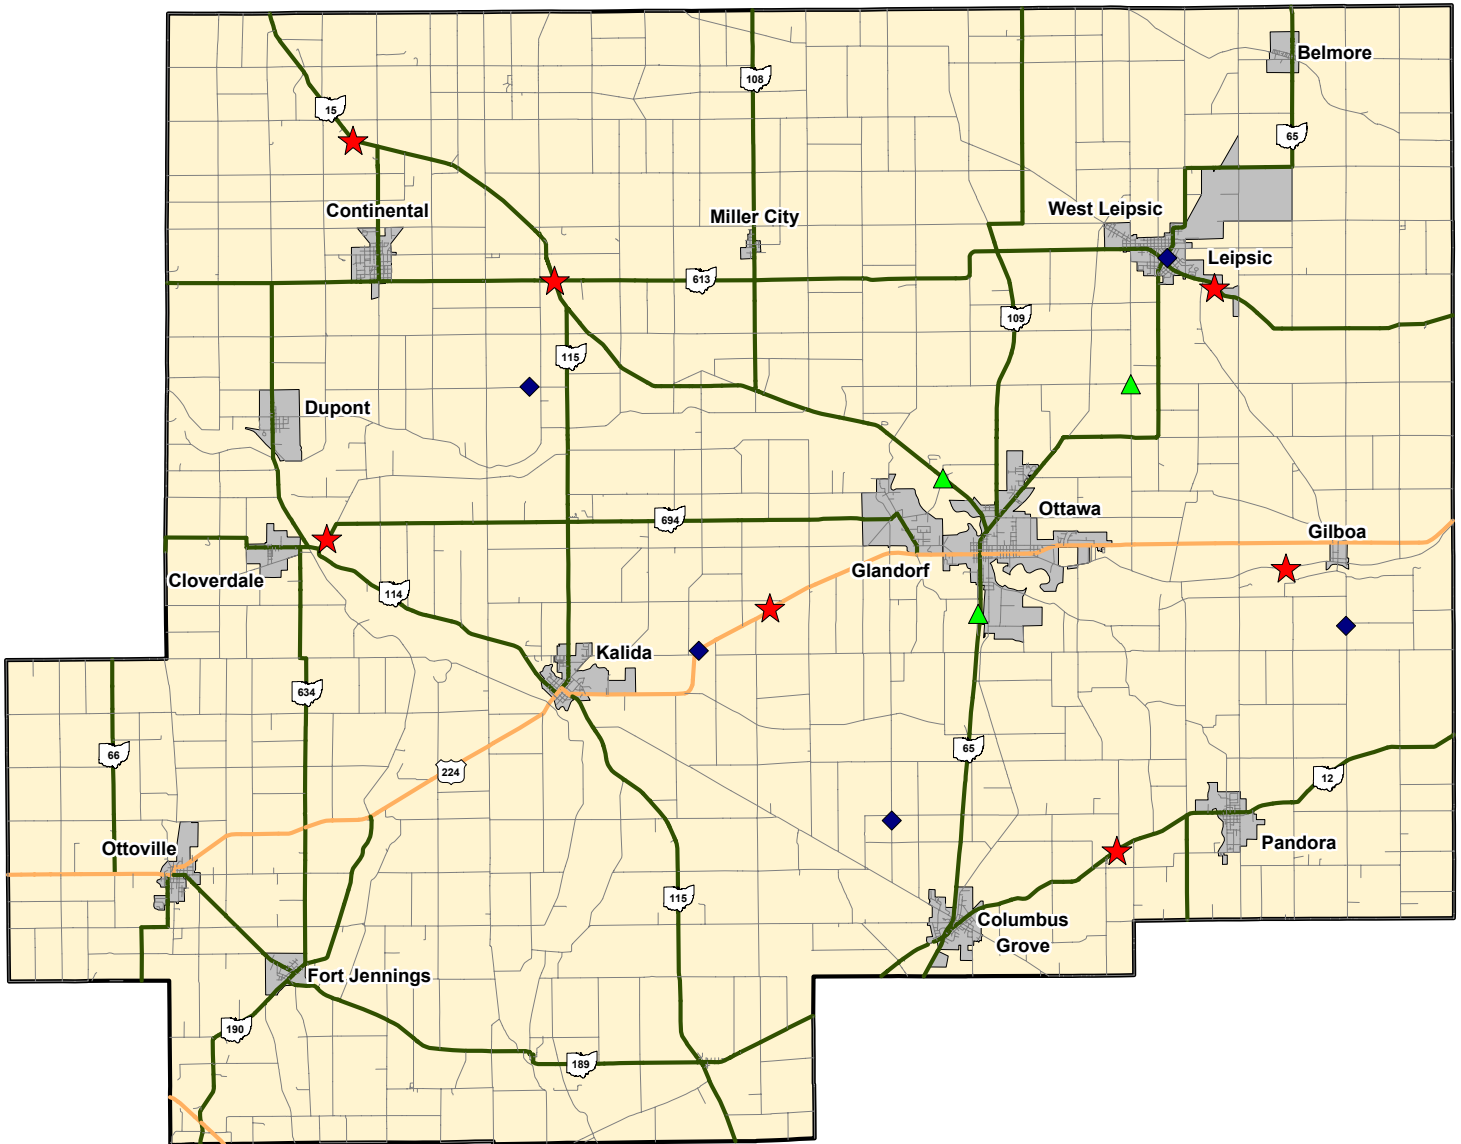 Belmore
108
15
65
Continental
Miller City
West Leipsic
Leipsic
613
109
115
Dupont
Ottawa
694
Gilboa
Glandorf
Cloverdale
114
Kalida
634
65
66
224
12
Ottoville
Pandora
115
Columbus
Grove
Fort Jennings
190
189